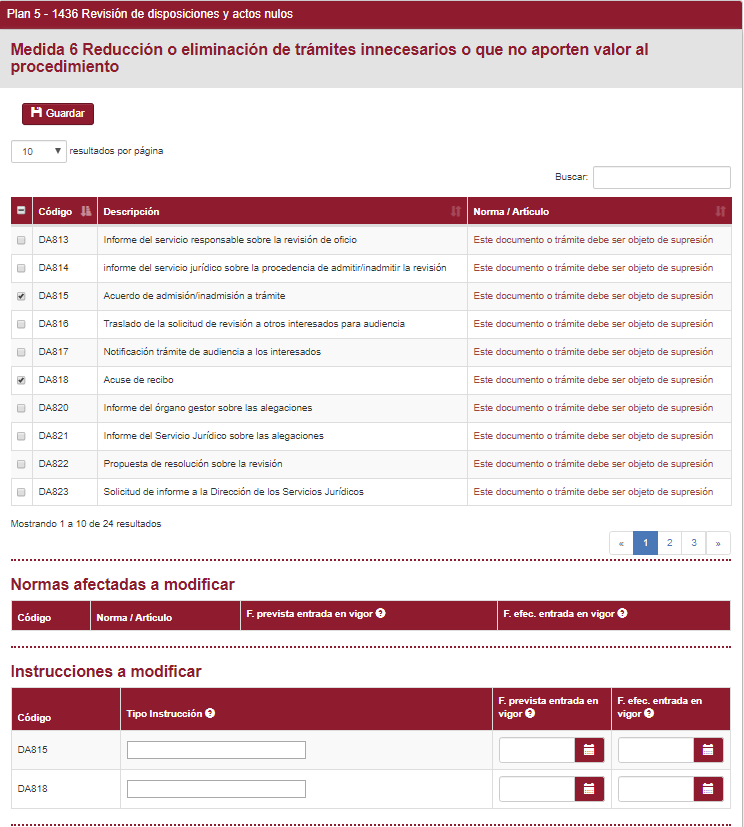 Plan 5 - 1436 Revisión de disposiciones y actos nulos
Medida 6 Reducción o eliminación de trámites innecesarios o que no aporten valor al
procedimiento
Guardar
10 resultados por página
Buscar:
Código Descripción Norma / Artículo
DA813 Informe del servicio responsable sobre la revisión de oficio Este documento o trámite debe ser objeto de supresión
DA814 informe del servicio jurídico sobre la procedencia de admitir/inadmitir la revisión Este documento o trámite debe ser objeto de supresión
DA815 Acuerdo de admisión/inadmisión a trámite Este documento o trámite debe ser objeto de supresión
DA816 Traslado de la solicitud de revisión a otros interesados para audiencia Este documento o trámite debe ser objeto de supresión
DA817 Notificación trámite de audiencia a los interesados Este documento o trámite debe ser objeto de supresión
DA818 Acuse de recibo Este documento o trámite debe ser objeto de supresión
DA820 Informe del órgano gestor sobre las alegaciones Este documento o trámite debe ser objeto de supresión
DA821 Informe del Servicio Jurídico sobre las alegaciones Este documento o trámite debe ser objeto de supresión
DA822 Propuesta de resolución sobre la revisión Este documento o trámite debe ser objeto de supresión
DA823 Solicitud de informe a la Dirección de los Servicios Jurídicos Este documento o trámite debe ser objeto de supresión
Mostrando 1 a 10 de 24 resultados
« 1 2 3 »
Normas afectadas a modificar
Código Norma / Artículo F. prevista entrada en vigor ? F. efec. entrada en vigor ?
Instrucciones a modificar
Código Tipo Instrucción ? F. prevista entrada en vigor ? F. efec. entrada en vigor ?
DA815
DA818